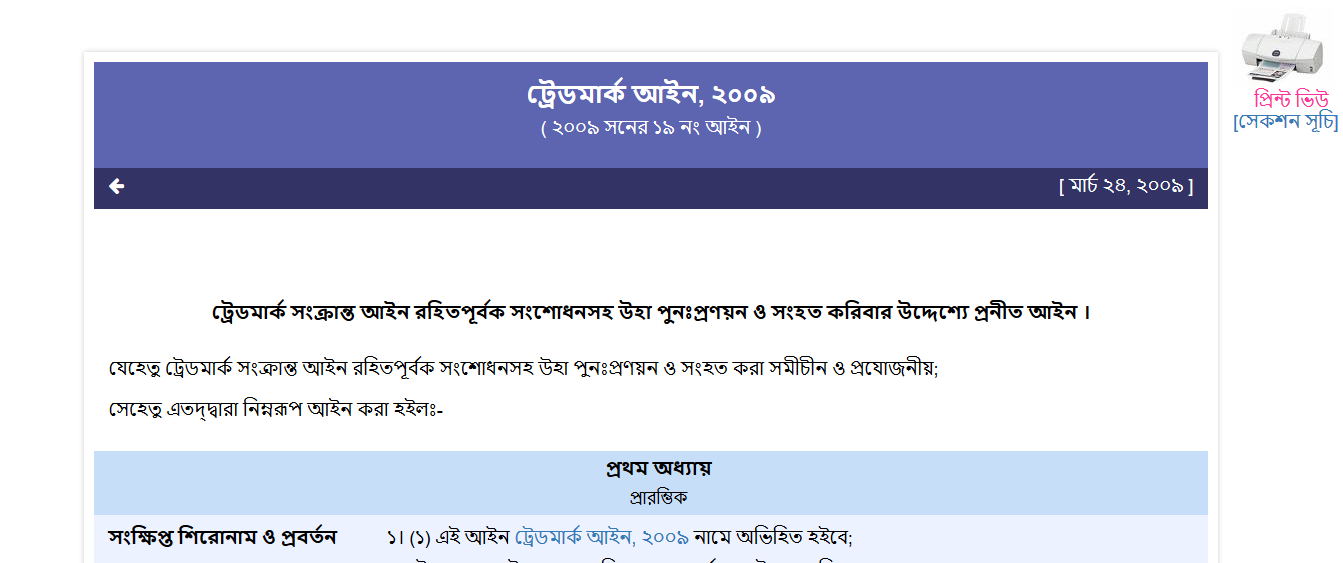 ট্রেডমার্ক আইন, ২০০৯
( ২০০৯ সনের ১৯ নং আইন )
প্রিন্ট ভিউ
[সেকশন সূচি]
[ মার্চ ২৪, ২০০৯ ]
ট্রেডমার্ক সংক্রান্ত আইন রহিতপূর্বক সংশোধনসহ উহা পুনঃপ্রণয়ন ও সংহত করিবার উদ্দেশ্যে প্রনীত আইন ।
যেহেতু ট্রেডমার্ক সংক্রান্ত আইন রহিতপূর্বক সংশোধনসহ উহা পুনঃপ্রণয়ন ও সংহত করা সমীচীন ও প্রযোজনীয়;
সেহেতু এতদ্‌দ্বারা নিম্নরূপ আইন করা হইলঃ-
প্রথম অধ্যায়
প্রারম্ভিক
সংক্ষিপ্ত শিরোনাম ও প্রবর্তন ১। (১) এই আইন ট্রেডমার্ক আইন, ২০০৯ নামে অভিহিত হইবে;